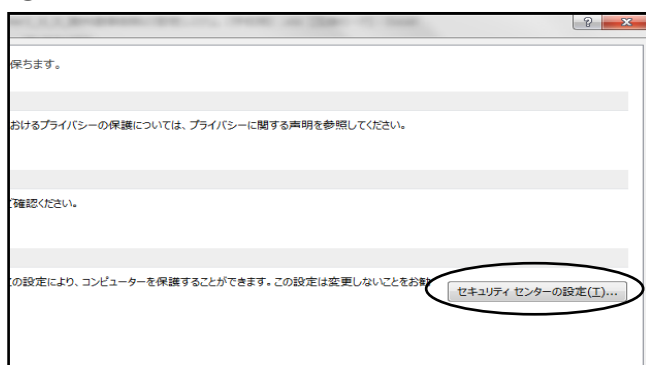 保ちます。
おけるプライバシーの保護については、プライバシーに関する声明を参照してください。
ご確認ください。
の設定により、コンピューターを保護することができます。この設定は変更しないことをお勧
セキュリティ センターの設定(T)...